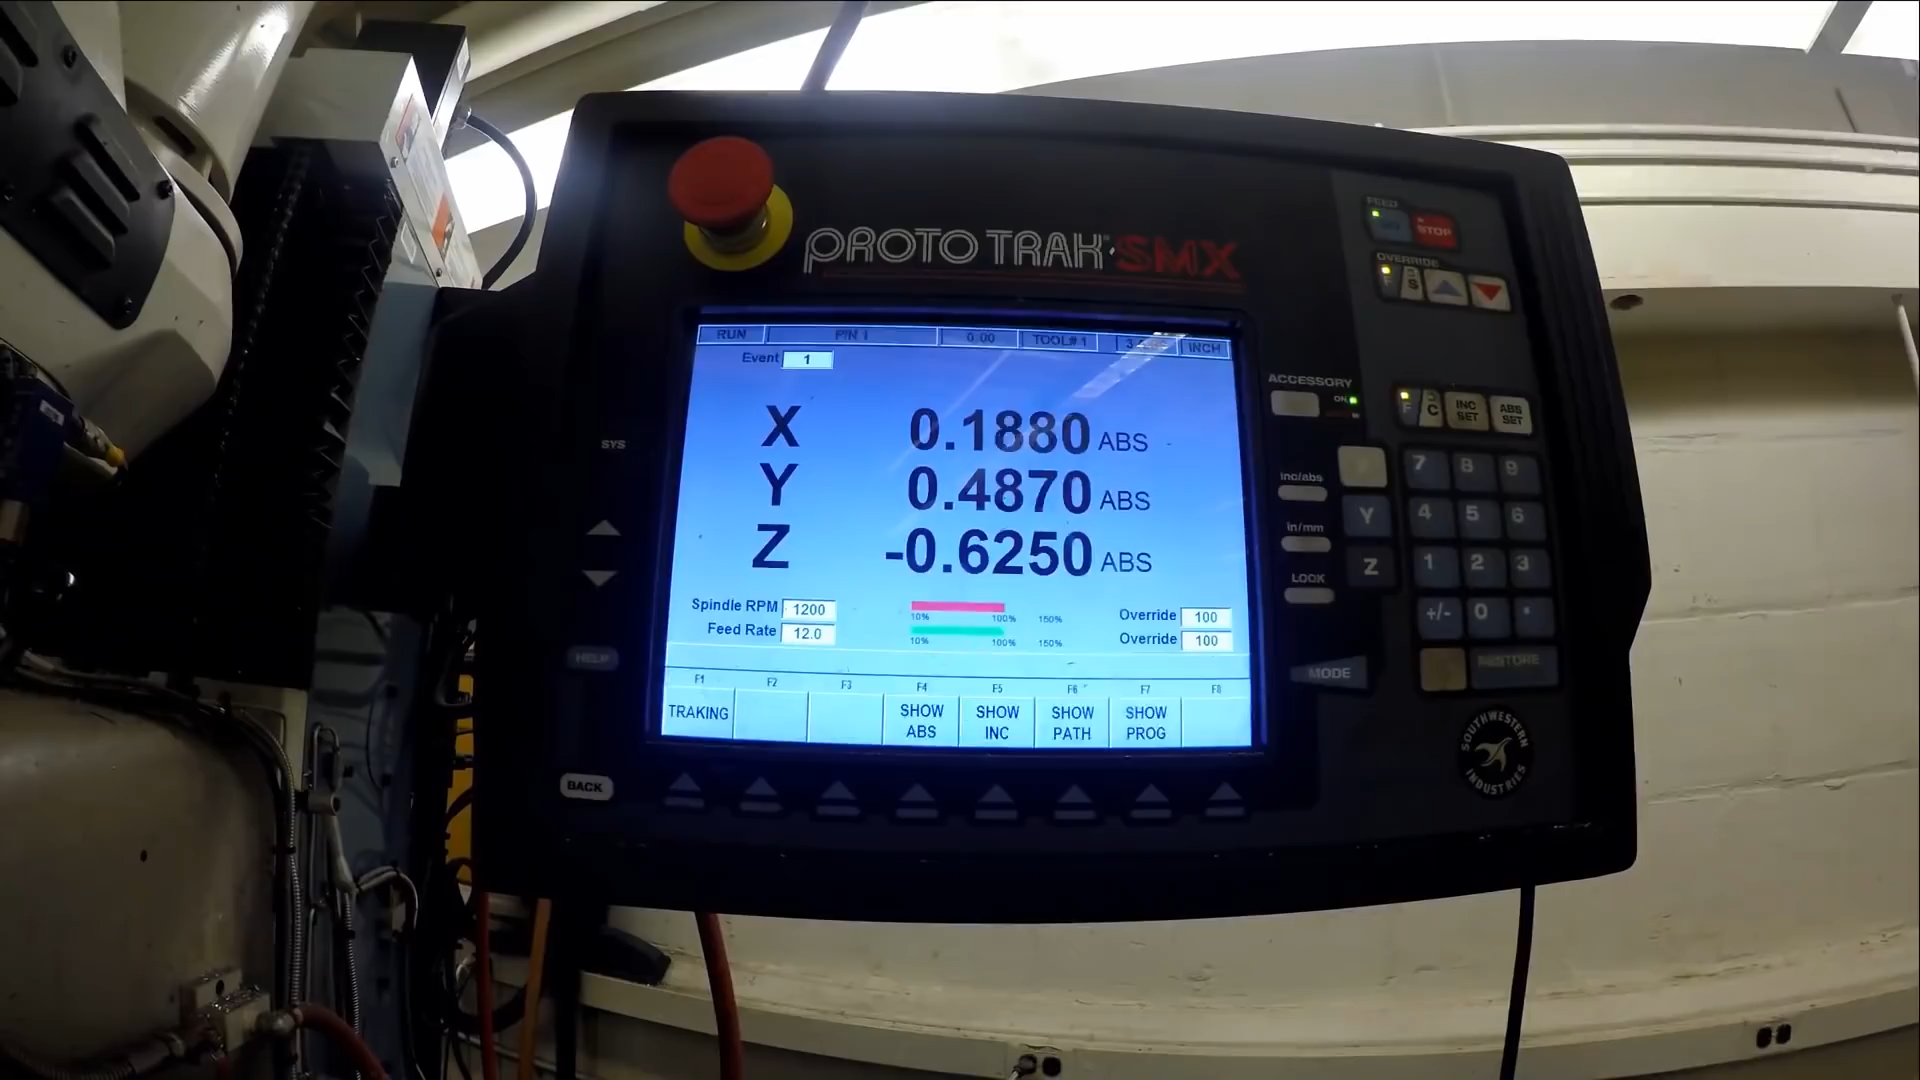 PROTO TRAK SMX
FEED
STOP
OVERRIDE
F S
RUN
0.00 TOOL# 1
INCH
Event 1
X 0.1880 ABS
Y 0.4870 ABS
Z -0.6250 ABS
Spindle RPM 1200
10% 100% 150%
Override 100
Feed Rate 12.0
10% 100% 150%
Override 100
F1 F2 F3 F4 F5 F6 F7 F8
TRAKING
SHOW ABS
SHOW INC
SHOW PATH
SHOW PROG
SYS
HELP
BACK
ACCESSORY
ON
F C
INC SET
ABS SET
inc/abs
in/mm
LOOK
MODE
7 8 9
Y 4 5 6
Z 1 2 3
+/- 0
RESTORE
SOUTHWESTERN INDUSTRIES